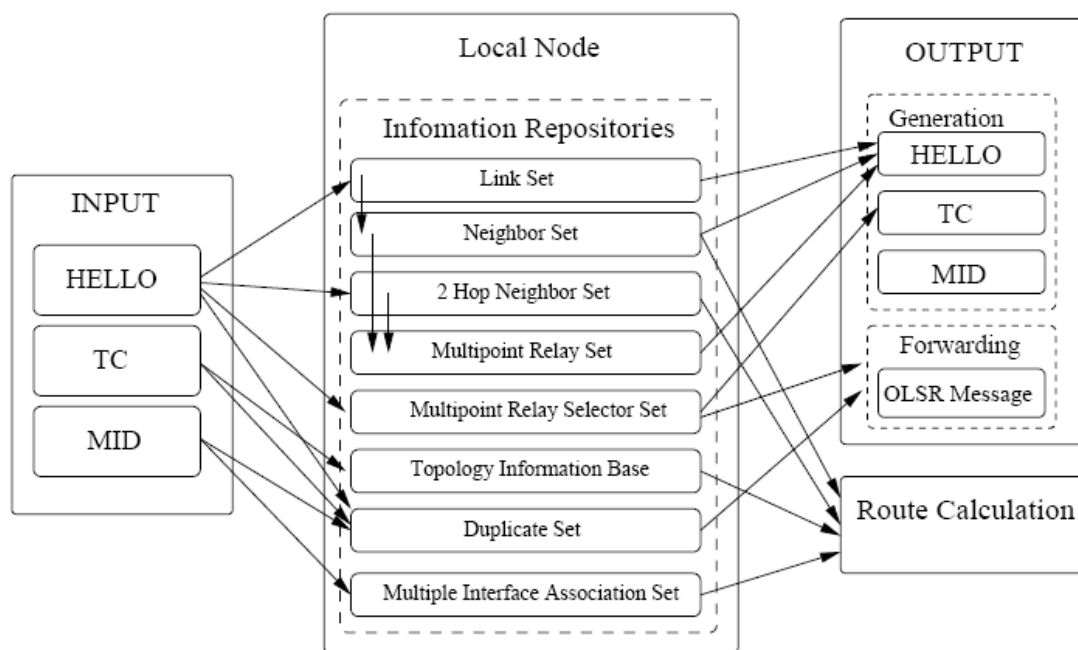 INPUT
HELLO
TC
MID
Local Node
Infomation Repositories
Link Set
Neighbor Set
2 Hop Neighbor Set
Multipoint Relay Set
Multipoint Relay Selector Set
Topology Information Base
Duplicate Set
Multiple Interface Association Set
OUTPUT
Generation
HELLO
TC
MID
Forwarding
OLSR Message
Route Calculation